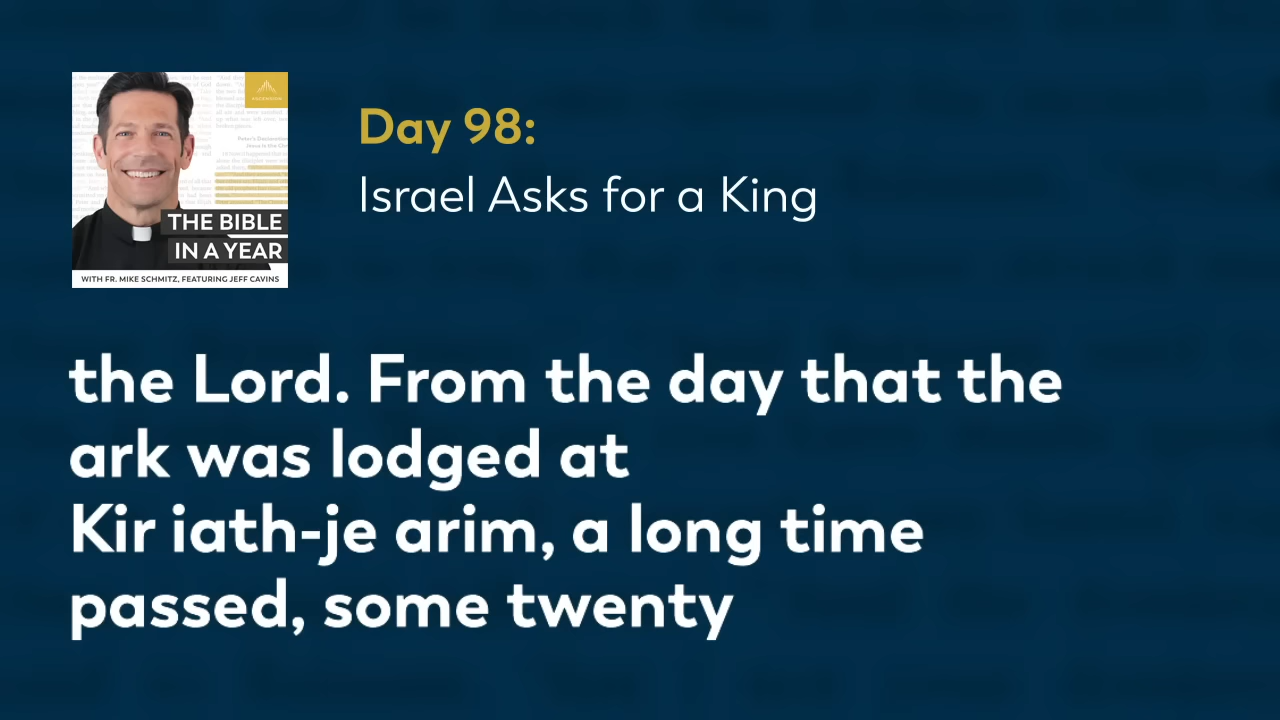 Day 98:
Israel Asks for a King
THE BIBLE
IN A YEAR
WITH FR. MIKE SCHMITZ, FEATURING JEFF CAVINS
the Lord. From the day that the
ark was lodged at
Kir iath-je arim, a long time
passed, some twenty